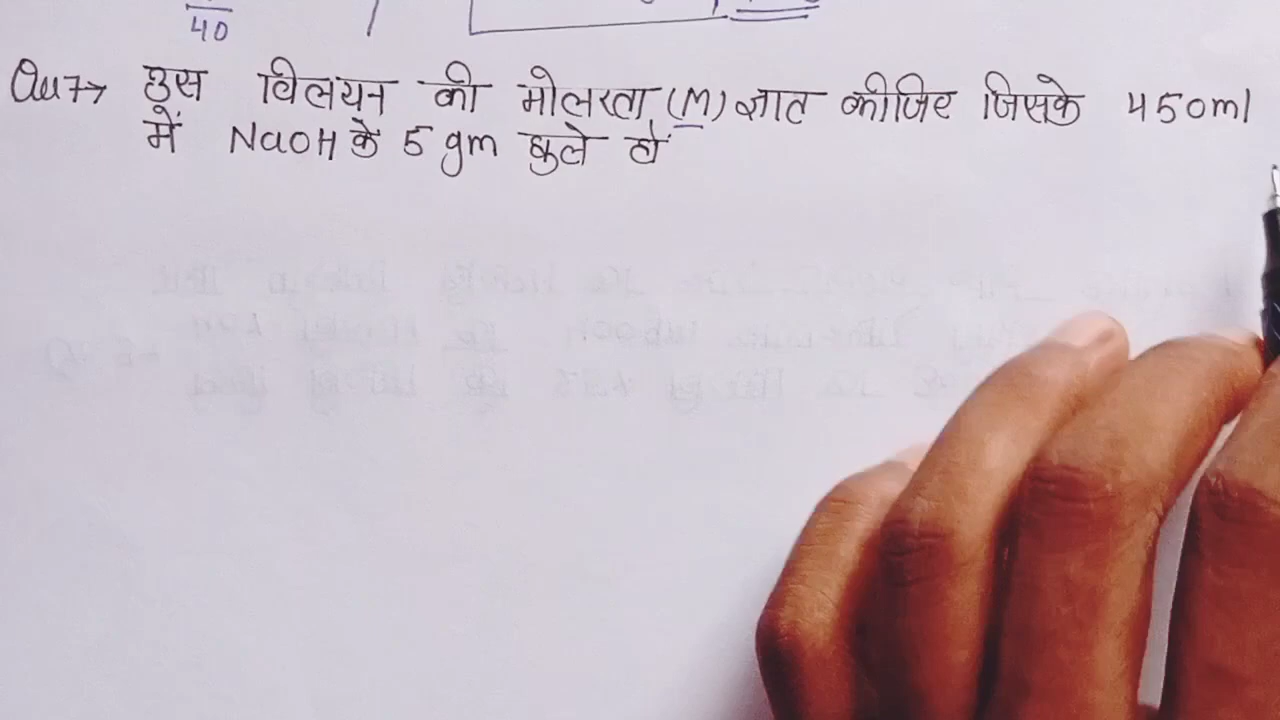 40
Qu7→ उस विलयन की मोलरता (M) ज्ञात कीजिए जिसके 450ml
में NaOH के 5 gm घुले हों